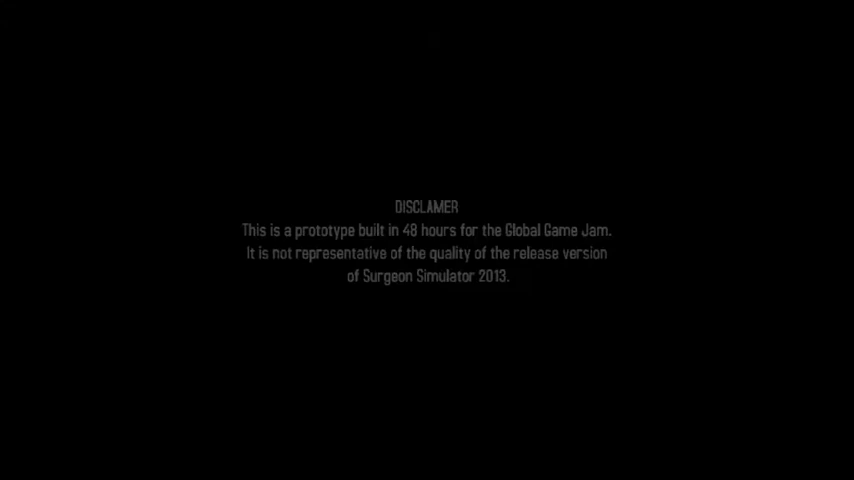 DISCLAMER
This is a prototype built in 48 hours for the Global Game Jam.
It is not representative of the quality of the release version
of Surgeon Simulator 2013.